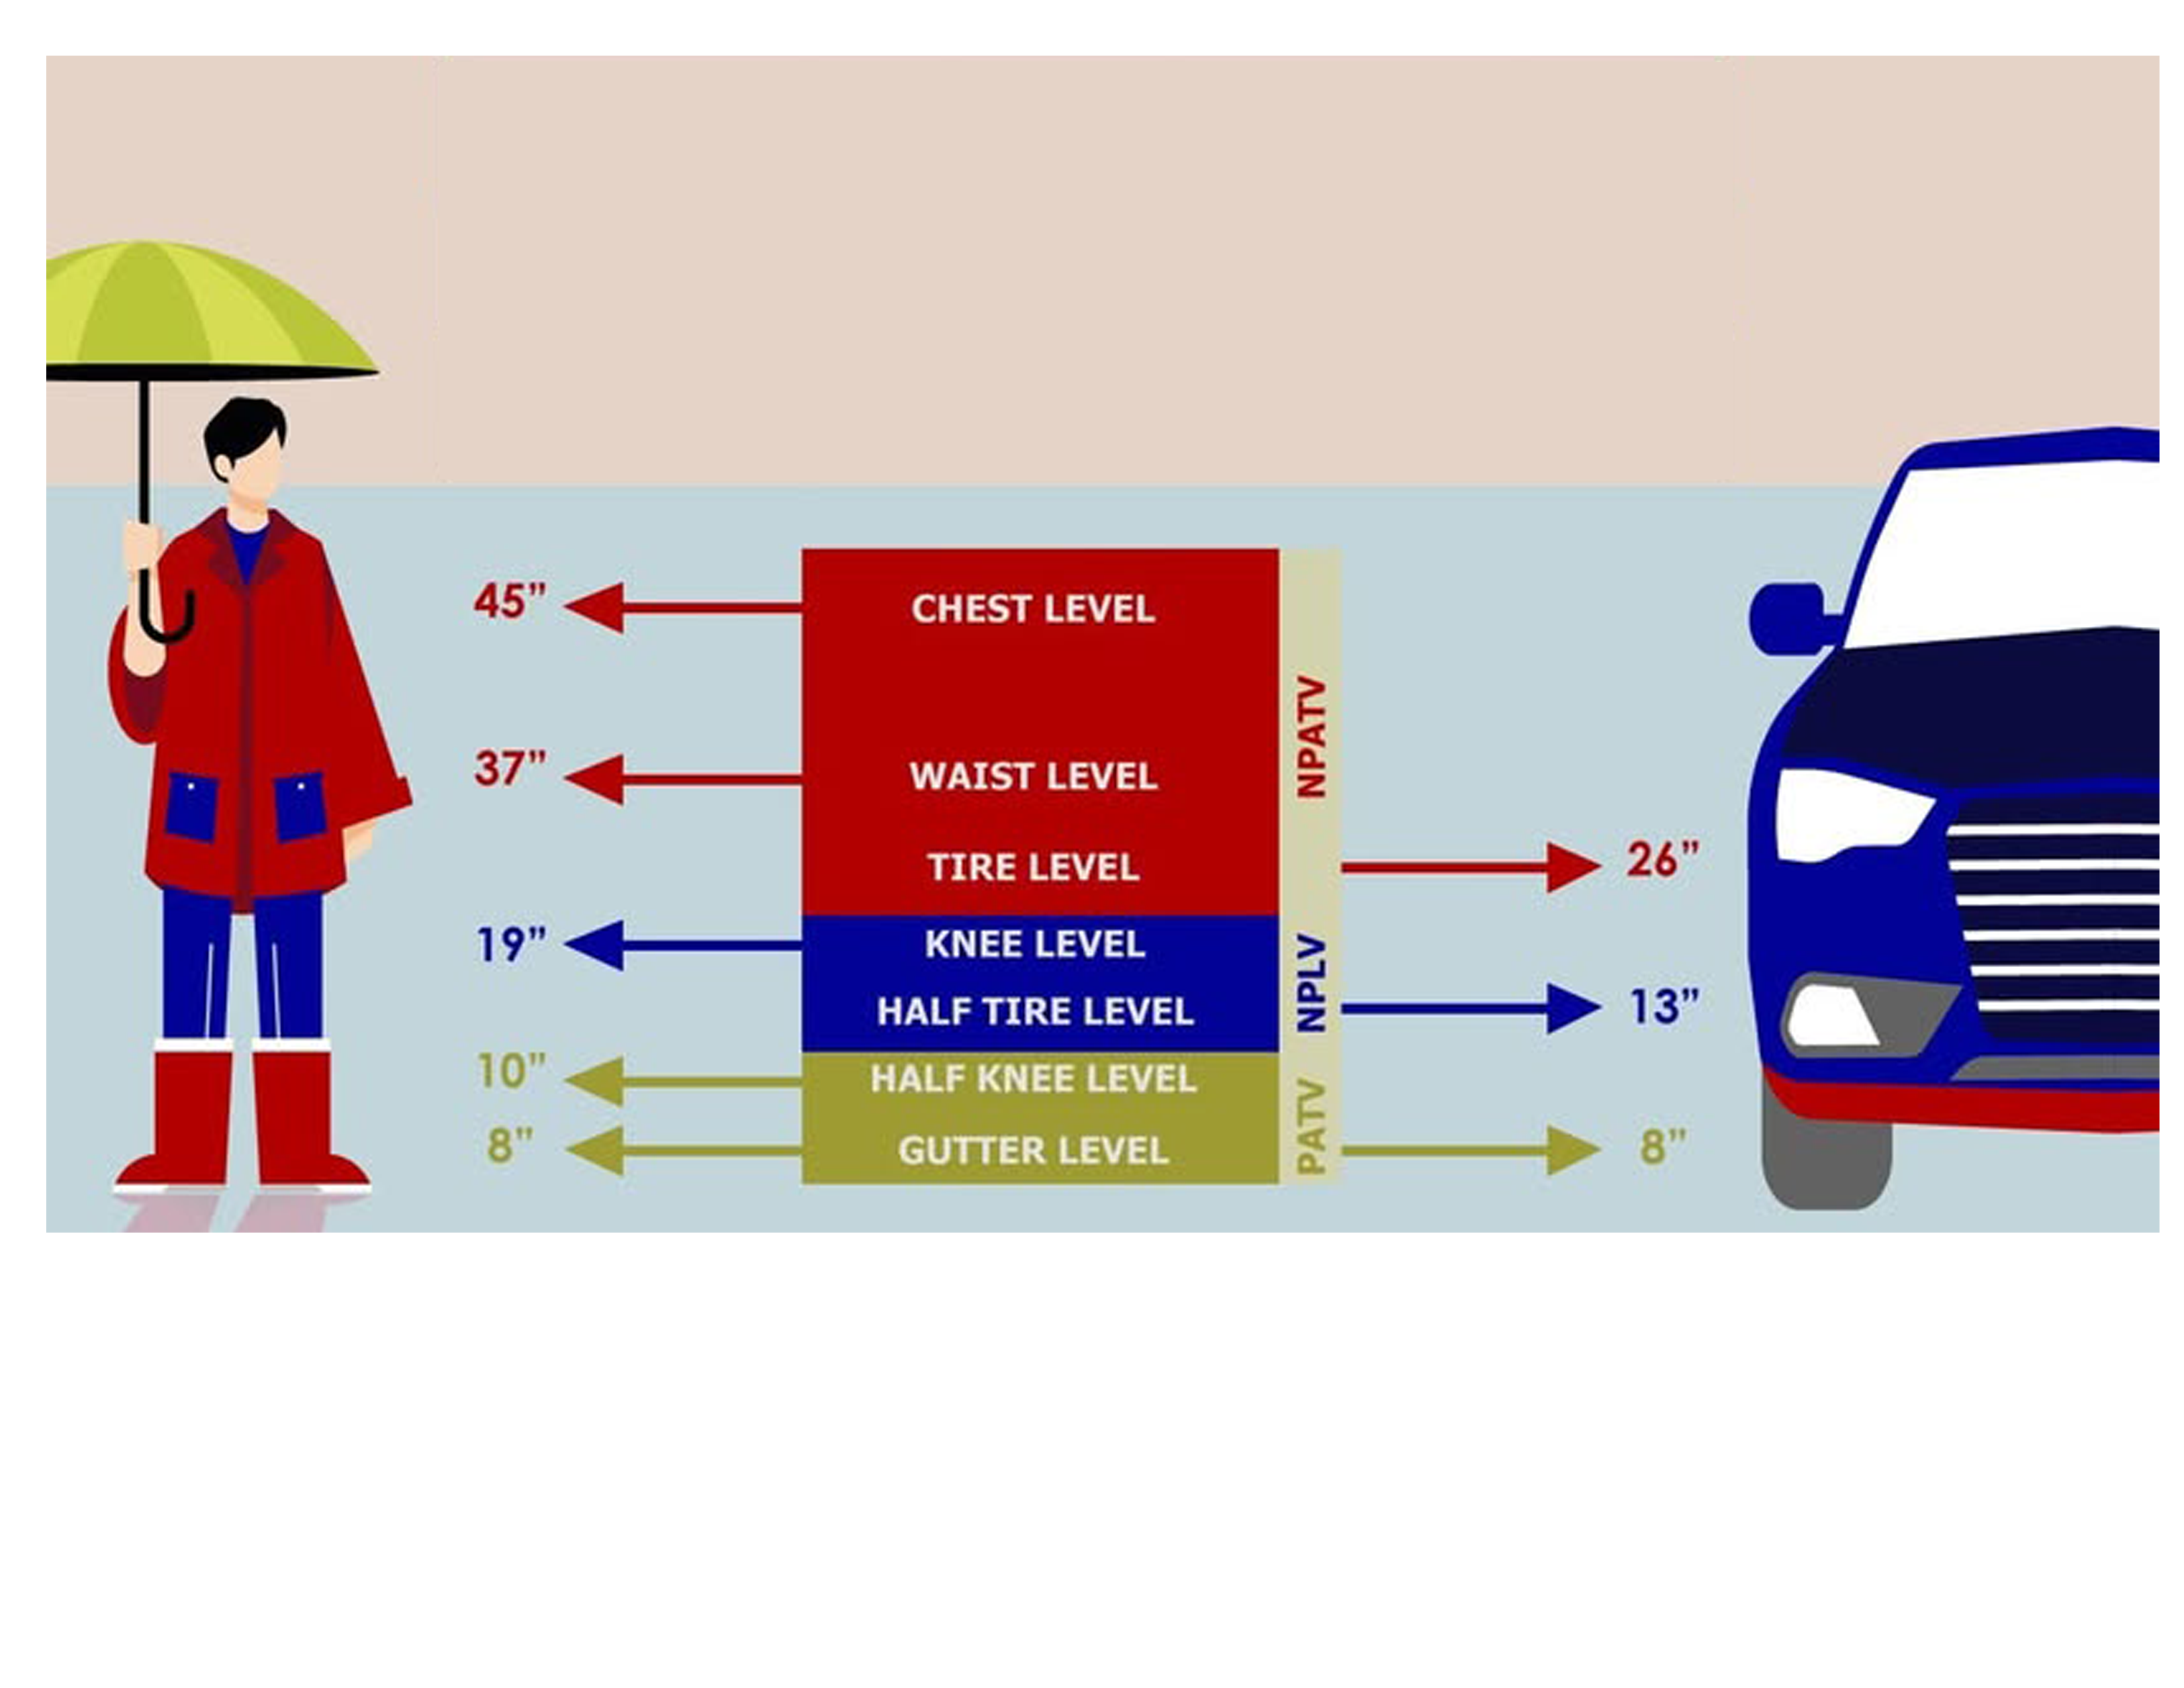 45” CHEST LEVEL
37” WAIST LEVEL
TIRE LEVEL 26”
NPATV
19” KNEE LEVEL
HALF TIRE LEVEL 13”
NPLV
10” HALF KNEE LEVEL
8” GUTTER LEVEL 8”
PATV